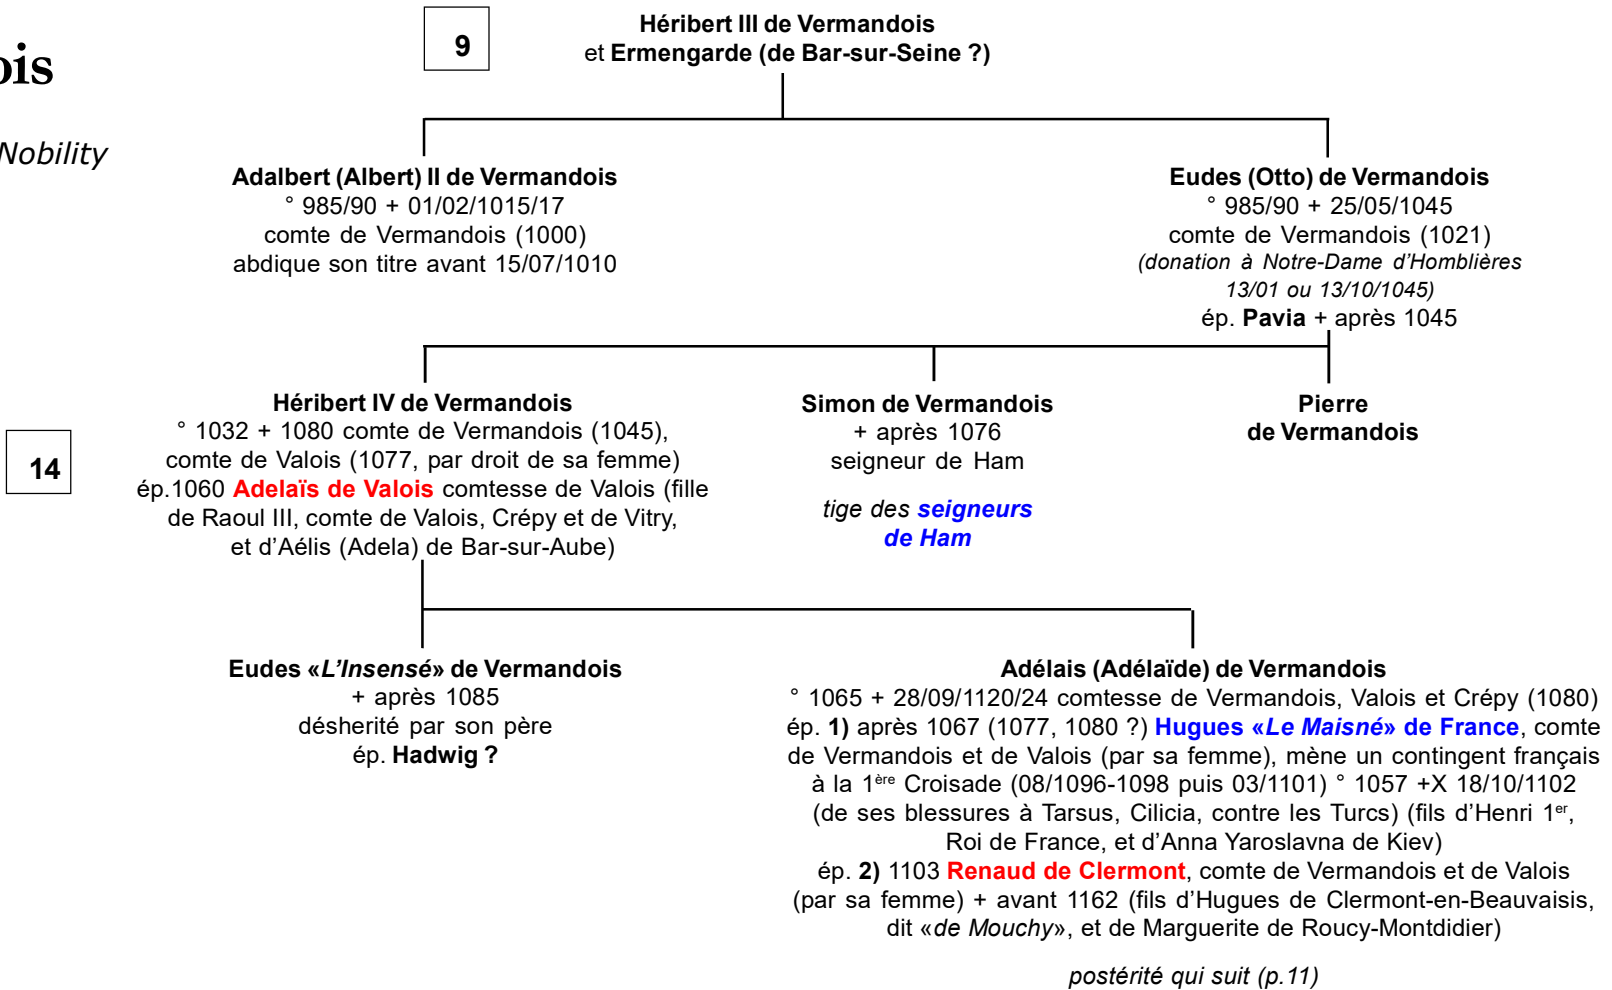 ois
Nobility
9
Héribert III de Vermandois
et Ermengarde (de Bar-sur-Seine ?)
Adalbert (Albert) II de Vermandois
° 985/90 + 01/02/1015/17
comte de Vermandois (1000)
abdique son titre avant 15/07/1010
Eudes (Otto) de Vermandois
° 985/90 + 25/05/1045
comte de Vermandois (1021)
(donation à Notre-Dame d'Homblières
13/01 ou 13/10/1045)
ép. Pavia + après 1045
14
Héribert IV de Vermandois
° 1032 + 1080 comte de Vermandois (1045),
comte de Valois (1077, par droit de sa femme)
ép.1060 Adelaïs de Valois comtesse de Valois (fille
de Raoul III, comte de Valois, Crépy et de Vitry,
et d'Aélis (Adela) de Bar-sur-Aube)
Simon de Vermandois
+ après 1076
seigneur de Ham
tige des seigneurs
de Ham
Pierre
de Vermandois
Eudes «L'Insensé» de Vermandois
+ après 1085
désherité par son père
ép. Hadwig ?
Adélais (Adélaïde) de Vermandois
° 1065 + 28/09/1120/24 comtesse de Vermandois, Valois et Crépy (1080)
ép. 1) après 1067 (1077, 1080 ?) Hugues «Le Maisné» de France, comte
de Vermandois et de Valois (par sa femme), mène un contingent français
à la 1ère Croisade (08/1096-1098 puis 03/1101) ° 1057 +X 18/10/1102
(de ses blessures à Tarsus, Cilicia, contre les Turcs) (fils d'Henri 1er,
Roi de France, et d'Anna Yaroslavna de Kiev)
ép. 2) 1103 Renaud de Clermont, comte de Vermandois et de Valois
(par sa femme) + avant 1162 (fils d'Hugues de Clermont-en-Beauvaisis,
dit «de Mouchy», et de Marguerite de Roucy-Montdidier)
postérité qui suit (p.11)